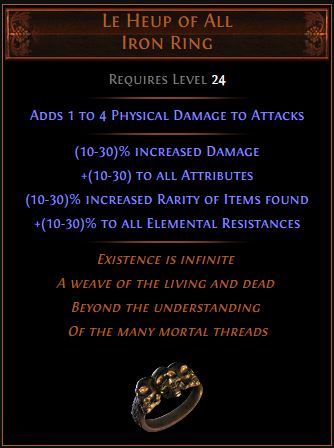 Le Heup of All
Iron Ring
Requires Level 24
Adds 1 to 4 Physical Damage to Attacks
(10-30)% increased Damage
+(10-30) to all Attributes
(10-30)% increased Rarity of Items found
+(10-30)% to all Elemental Resistances
Existence is infinite
A weave of the living and dead
Beyond the understanding
Of the many mortal threads